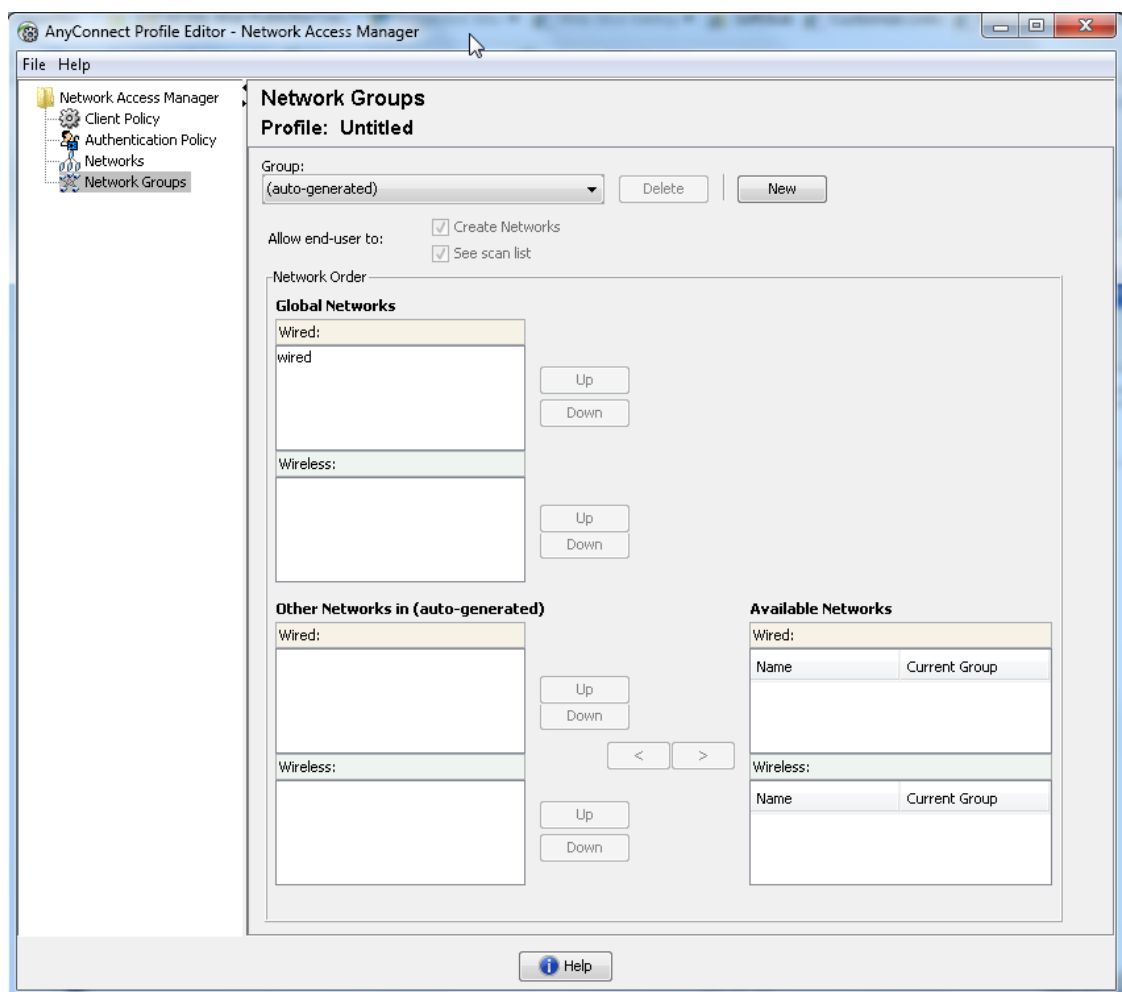 AnyConnect Profile Editor - Network Access Manager
File Help
Network Access Manager
Client Policy
Authentication Policy
Networks
Network Groups
Network Groups
Profile: Untitled
Group:
(auto-generated)
Delete
New
Allow end-user to:
Create Networks
See scan list
Network Order
Global Networks
Wired:
wired
Up
Down
Wireless:
Up
Down
Other Networks in (auto-generated)
Wired:
Up
Down
Wireless:
Up
Down
<
>
Available Networks
Wired:
Name Current Group
Wireless:
Name Current Group
Help